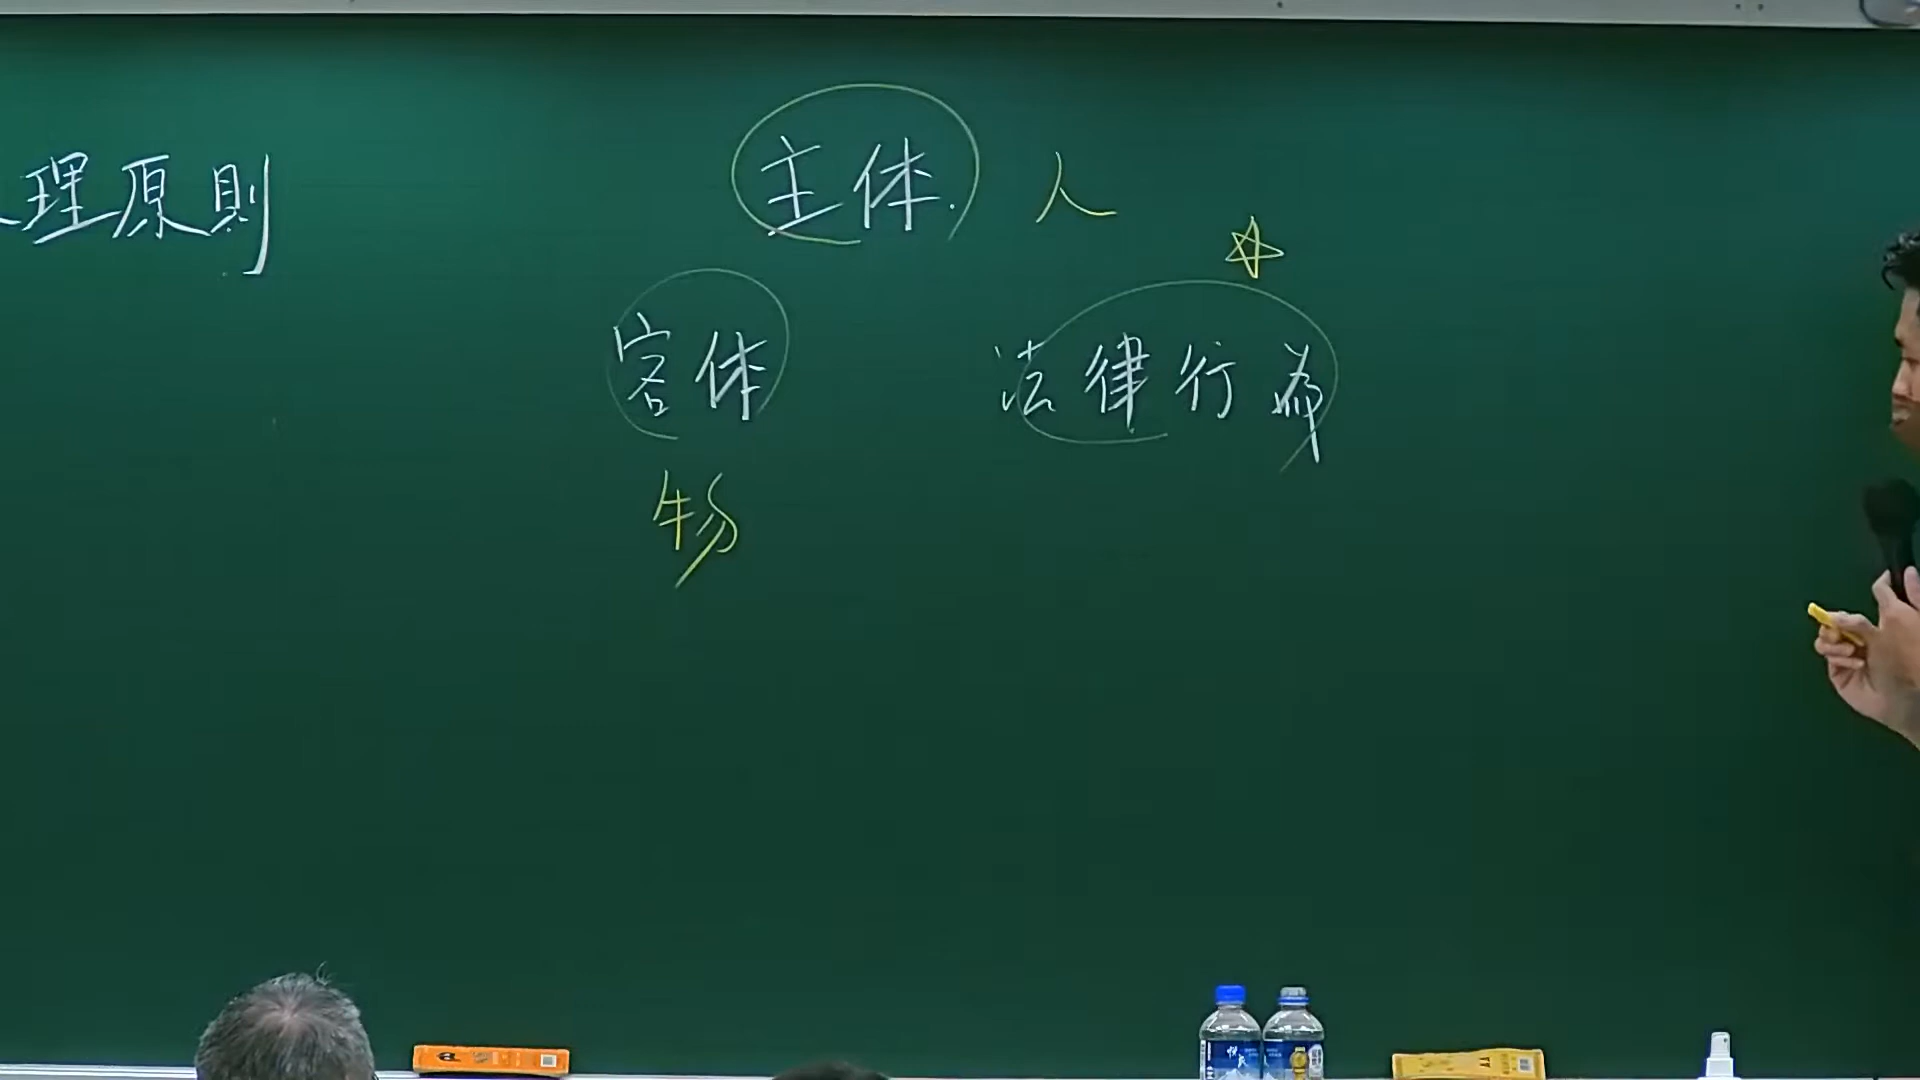 理原則
主体 人
客体 法律行為
物